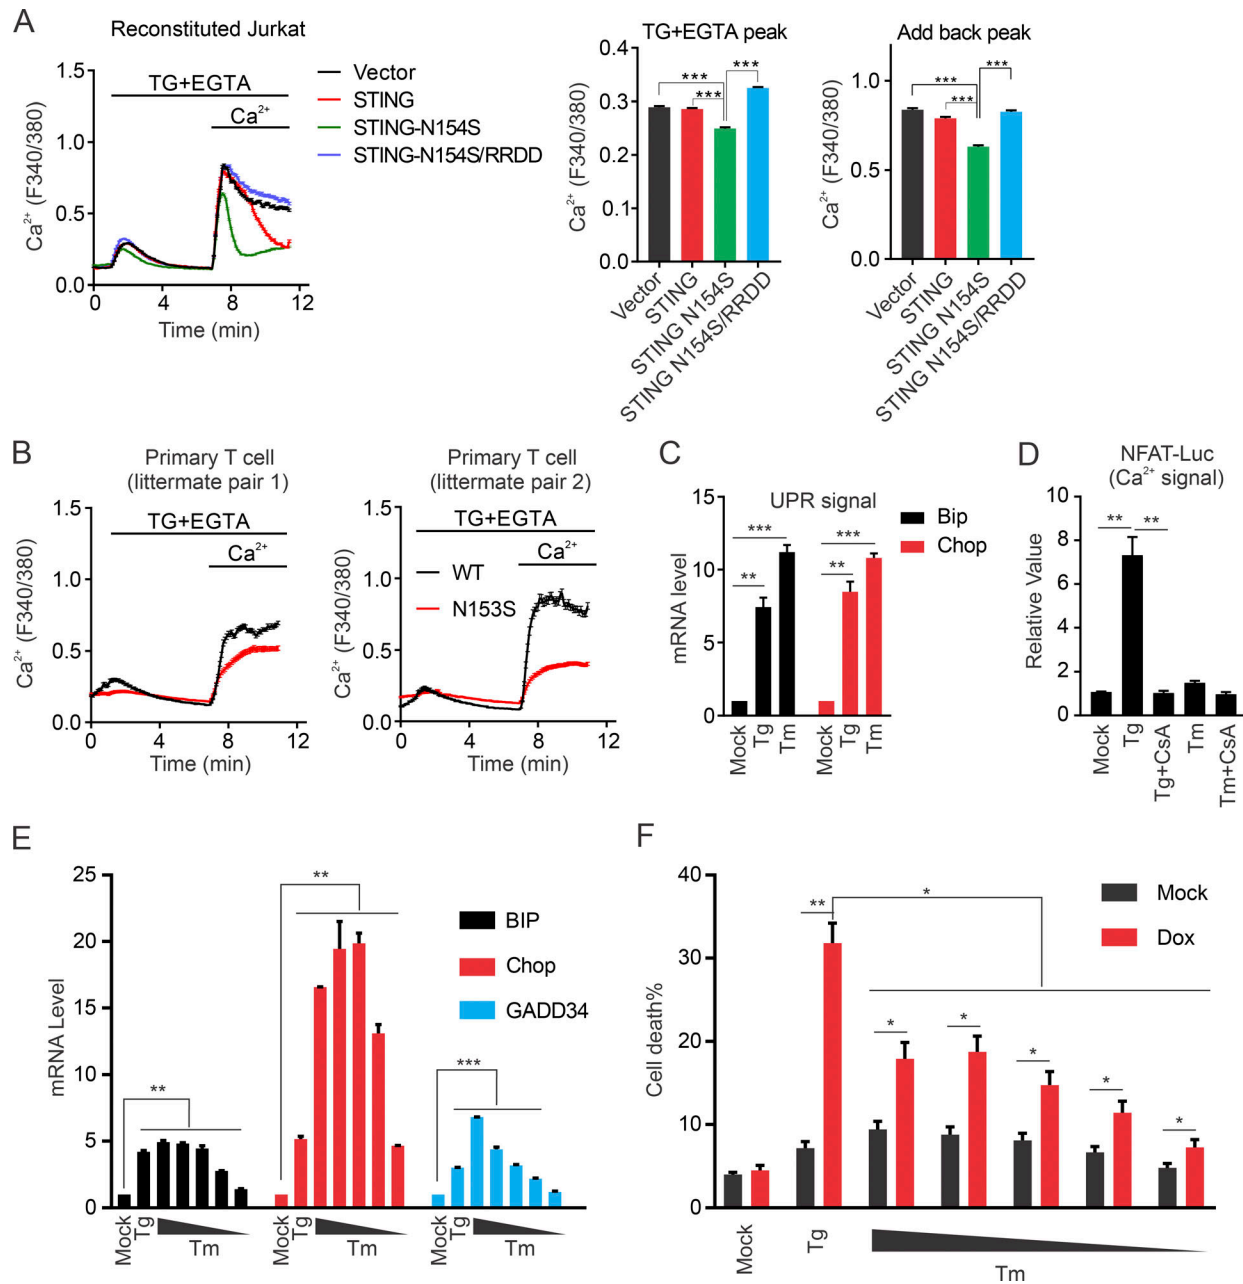 A
Reconstituted Jurkat
1.5
1.0
0.5
0.0
Ca²⁺ (F340/380)
TG+EGTA
Ca²⁺
0 4 8 12
Time (min)
Vector
STING
STING-N154S
STING-N154S/RRDD
TG+EGTA peak
0.4
0.3
0.2
0.1
0.0
Ca²⁺ (F340/380)
***
***
***
Vector
STING
STING N154S
STING N154S/RRDD
Add back peak
1.0
0.5
0.0
Ca²⁺ (F340/380)
***
***
***
Vector
STING
STING N154S
STING N154S/RRDD
B
Primary T cell
(littermate pair 1)
TG+EGTA
Ca²⁺
1.5
1.0
0.5
0.0
Ca²⁺ (F340/380)
0 4 8 12
Time (min)
Primary T cell
(littermate pair 2)
TG+EGTA
Ca²⁺
WT
N153S
1.5
1.0
0.5
0.0
Ca²⁺ (F340/380)
0 4 8 12
Time (min)
C
UPR signal
Bip
Chop
15
10
5
0
mRNA level
***
**
***
**
Mock
Tg
Tm
Mock
Tg
Tm
D
NFAT-Luc
(Ca²⁺ signal)
10
8
6
4
2
0
Relative Value
** **
Mock
Tg
Tg+CsA
Tm
Tm+CsA
E
25
20
15
10
5
0
mRNA Level
BIP
Chop
GADD34
**
**
***
Mock
Tg
Tm
Mock
Tg
Tm
Mock
Tg
Tm
F
40
30
20
10
0
Cell death%
Mock
Dox
**
*
*
*
*
*
*
Mock
Tg
Tm